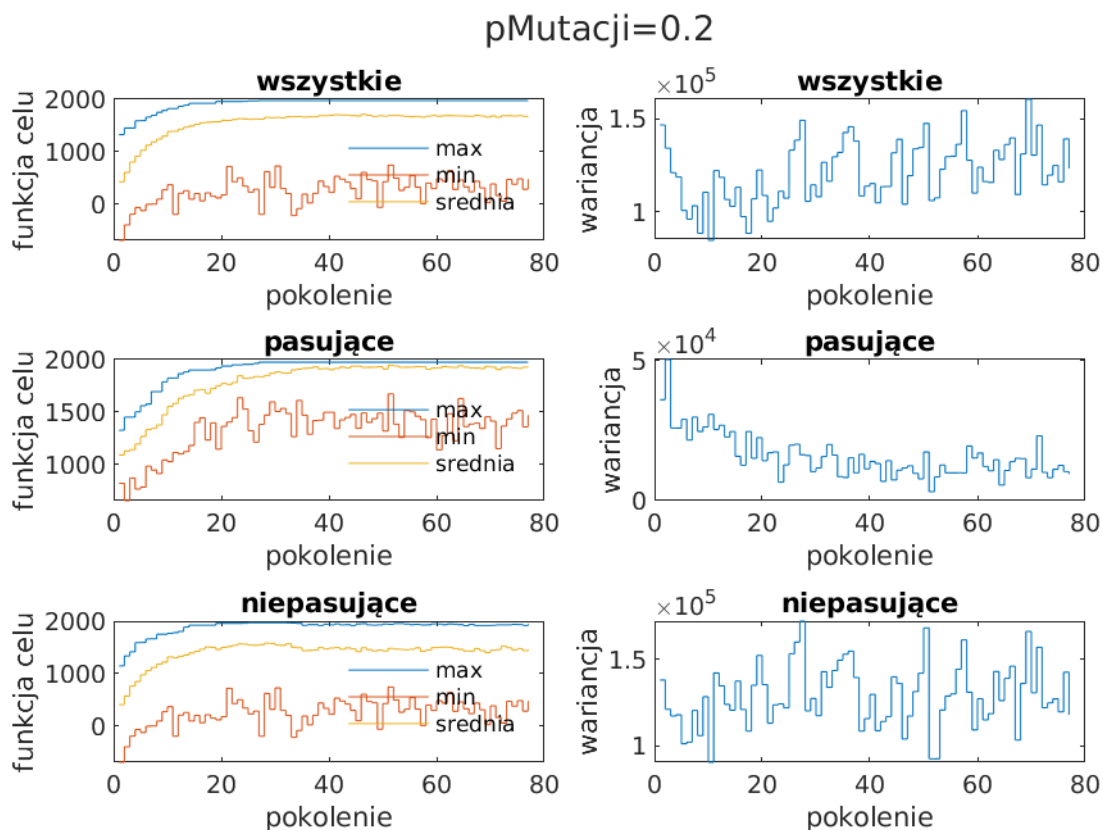 pMutacji=0.2
wszystkie
funkcja celu
2000
1000
0
max
min
srednia
0 20 40 60 80
pokolenie
wszystkie
×10^5
wariancja
1.5
1
0 20 40 60 80
pokolenie
pasujące
funkcja celu
2000
1500
1000
max
min
srednia
0 20 40 60 80
pokolenie
pasujące
×10^4
wariancja
5
0
0 20 40 60 80
pokolenie
niepasujące
funkcja celu
2000
1000
0
max
min
srednia
0 20 40 60 80
pokolenie
niepasujące
×10^5
wariancja
1.5
1
0 20 40 60 80
pokolenie